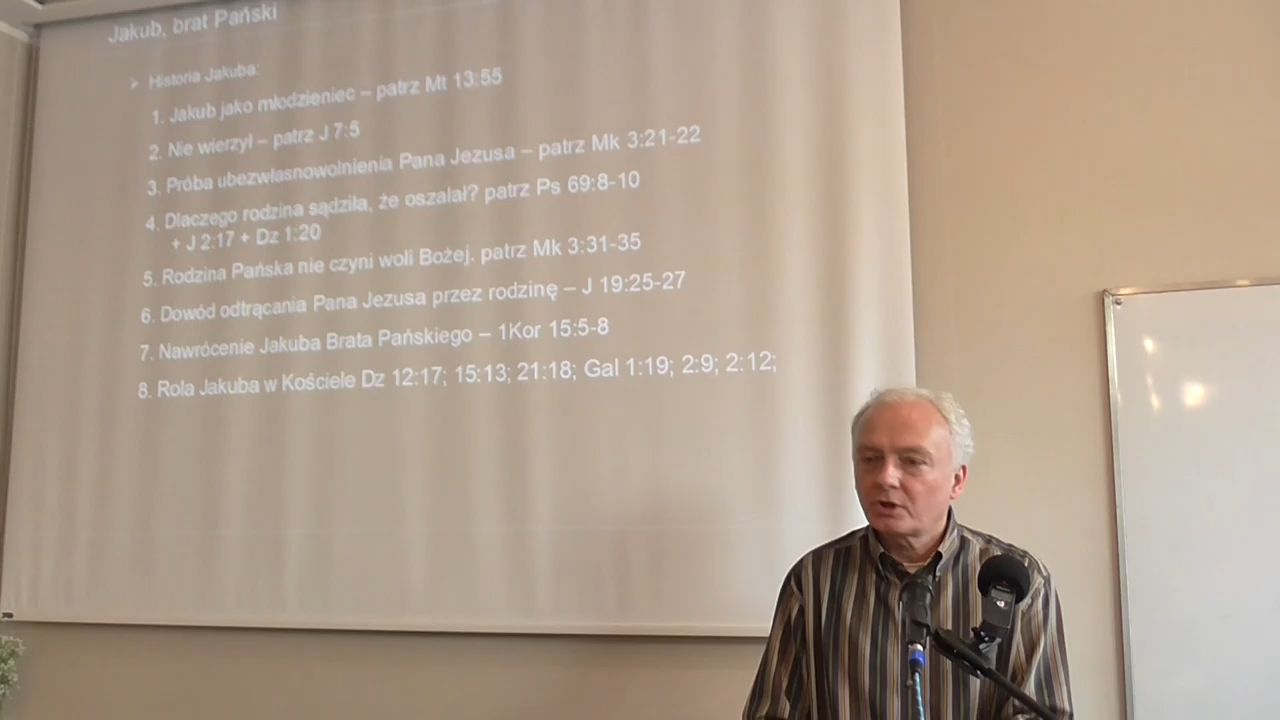 Jakub, brat Pański
Historia Jakuba:
1. Jakub jako młodzieniec – patrz Mt 13:55
2. Nie wierzył – patrz J 7:5
3. Próba ubezwłasnowolnienia Pana Jezusa – patrz Mk 3:21-22
4. Dlaczego rodzina sądziła, że oszalał? patrz Ps 69:8-10
+ J 2:17 + Dz 1:20
5. Rodzina Pańska nie czyni woli Bożej. patrz Mk 3:31-35
6. Dowód odtrącania Pana Jezusa przez rodzinę – J 19:25-27
7. Nawrócenie Jakuba Brata Pańskiego – 1Kor 15:5-8
8. Rola Jakuba w Kościele Dz 12:17; 15:13; 21:18; Gal 1:19; 2:9; 2:12;